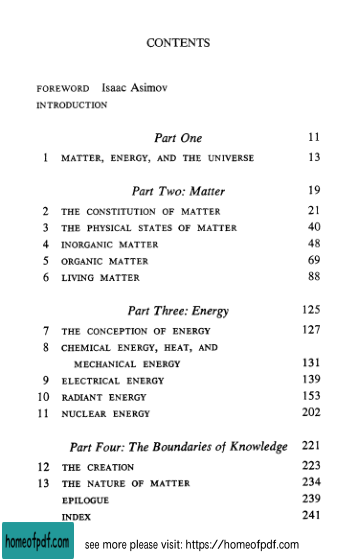 CONTENTS
FOREWORD Isaac Asimov
INTRODUCTION
Part One 11
1 MATTER, ENERGY, AND THE UNIVERSE 13
Part Two: Matter 19
2 THE CONSTITUTION OF MATTER 21
3 THE PHYSICAL STATES OF MATTER 40
4 INORGANIC MATTER 48
5 ORGANIC MATTER 69
6 LIVING MATTER 88
Part Three: Energy 125
7 THE CONCEPTION OF ENERGY 127
8 CHEMICAL ENERGY, HEAT, AND
MECHANICAL ENERGY 131
9 ELECTRICAL ENERGY 139
10 RADIANT ENERGY 153
11 NUCLEAR ENERGY 202
Part Four: The Boundaries of Knowledge 221
12 THE CREATION 223
13 THE NATURE OF MATTER 234
EPILOGUE 239
INDEX 241
homeofpdf.com see more please visit: https://homeofpdf.com